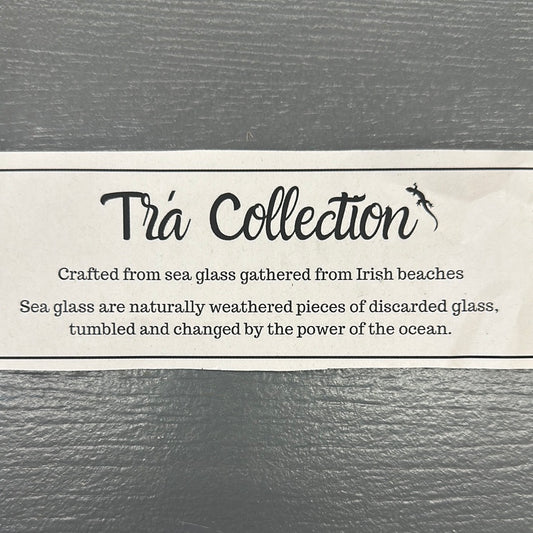 Trá Collection
Crafted from sea glass gathered from Irish beaches
Sea glass are naturally weathered pieces of discarded glass,
tumbled and changed by the power of the ocean.